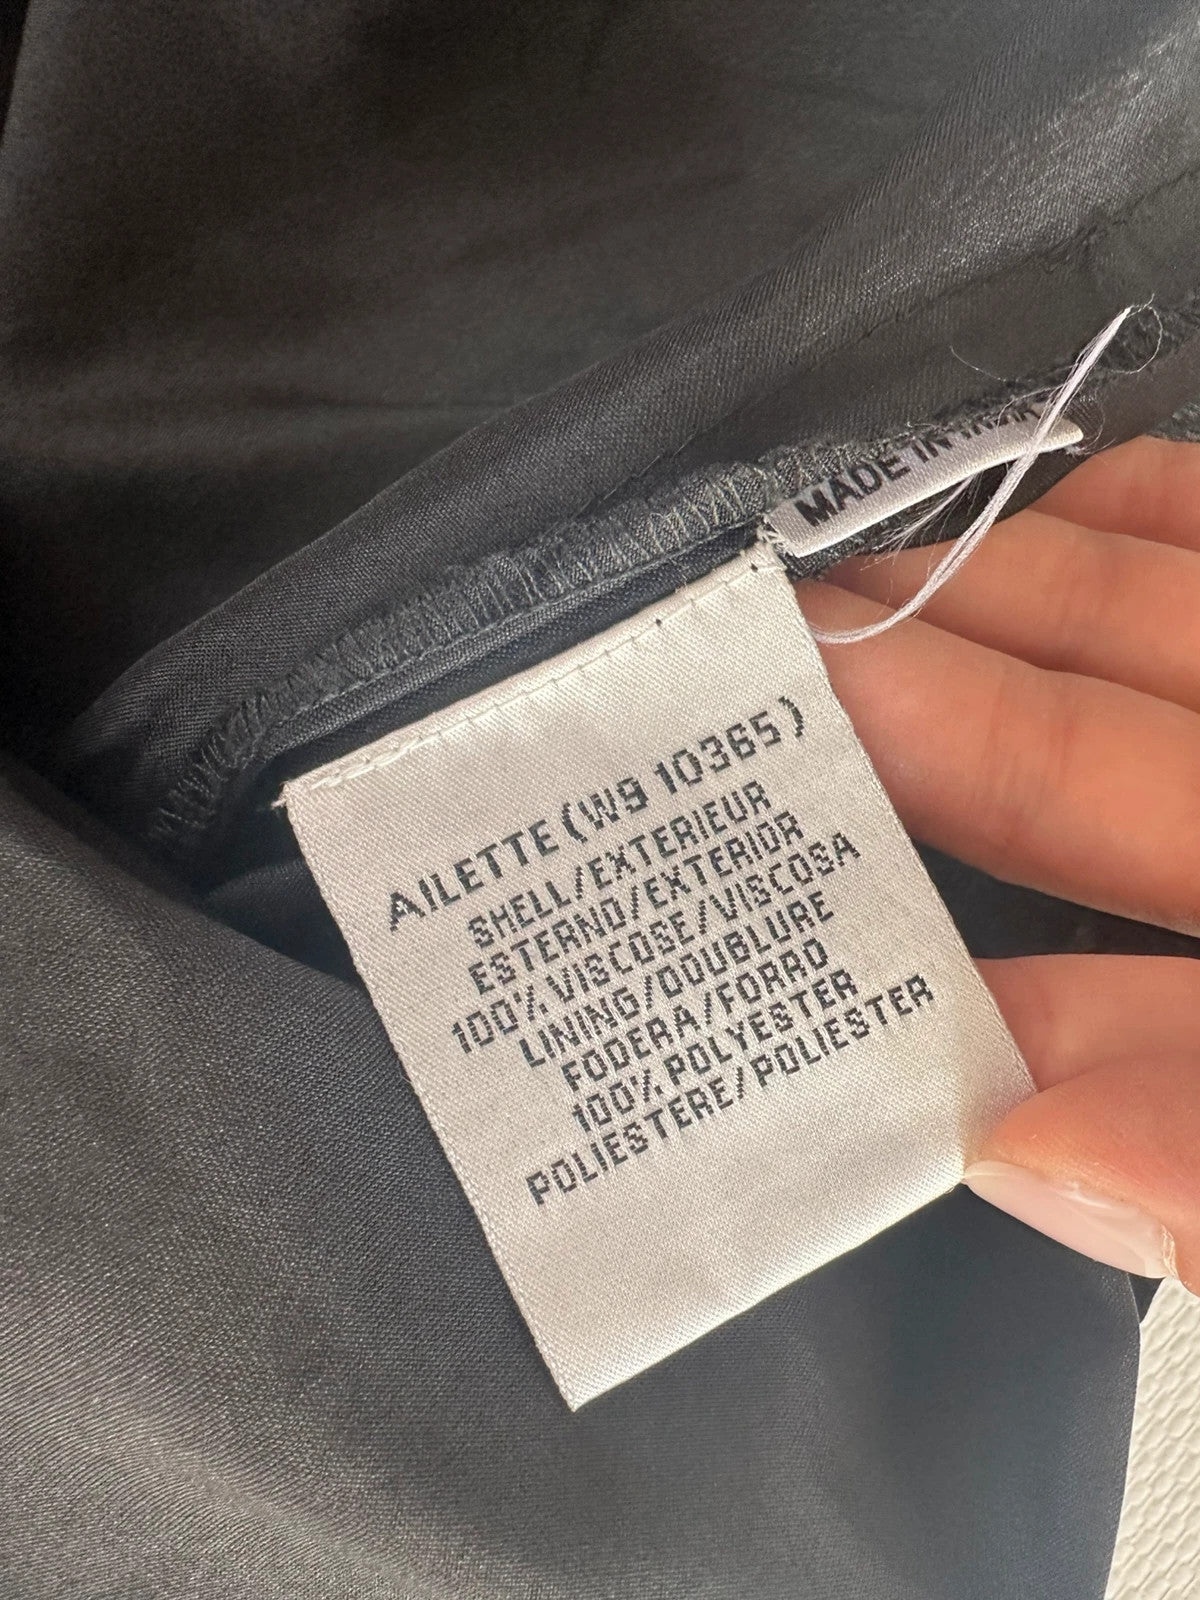 MADE IN
AILETTE (W9 10365)
SHELL/EXTERIEUR
ESTERNO/EXTERIOR
100% VISCOSE/VISCOSA
LINING/DOUBLURE
FODERA/FORRO
100% POLYESTER
POLIESTERE/POLIESTER